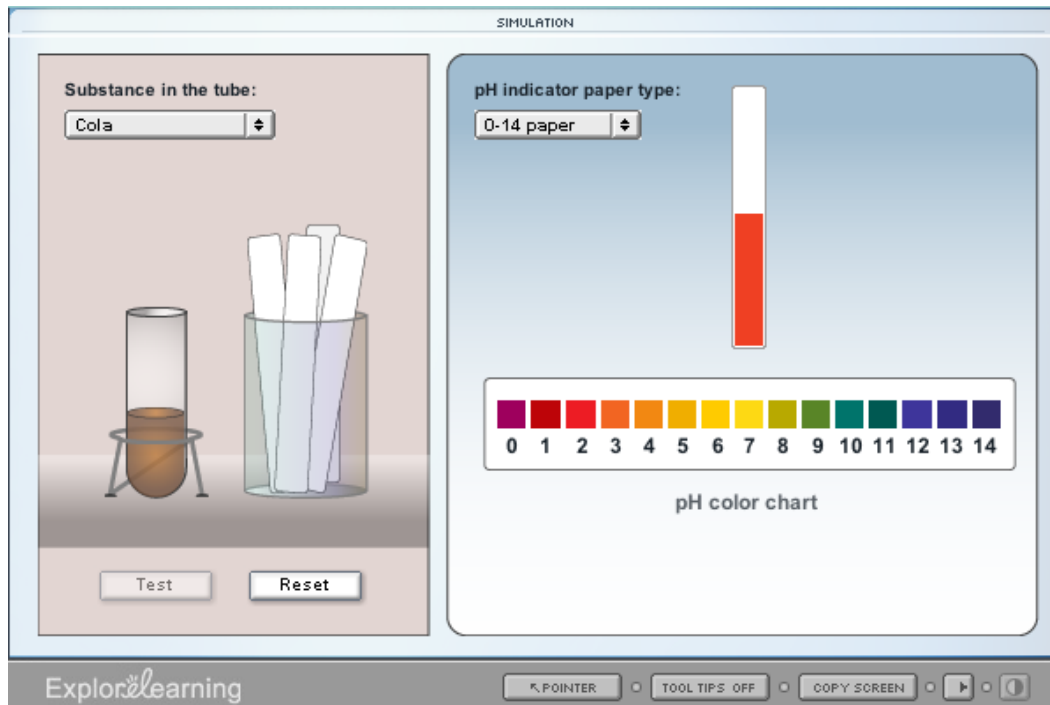 SIMULATION
Substance in the tube:
Cola
pH indicator paper type:
0-14 paper
0 1 2 3 4 5 6 7 8 9 10 11 12 13 14
pH color chart
Test Reset
ExploreLearning
POINTER TOOL TIPS OFF COPY SCREEN